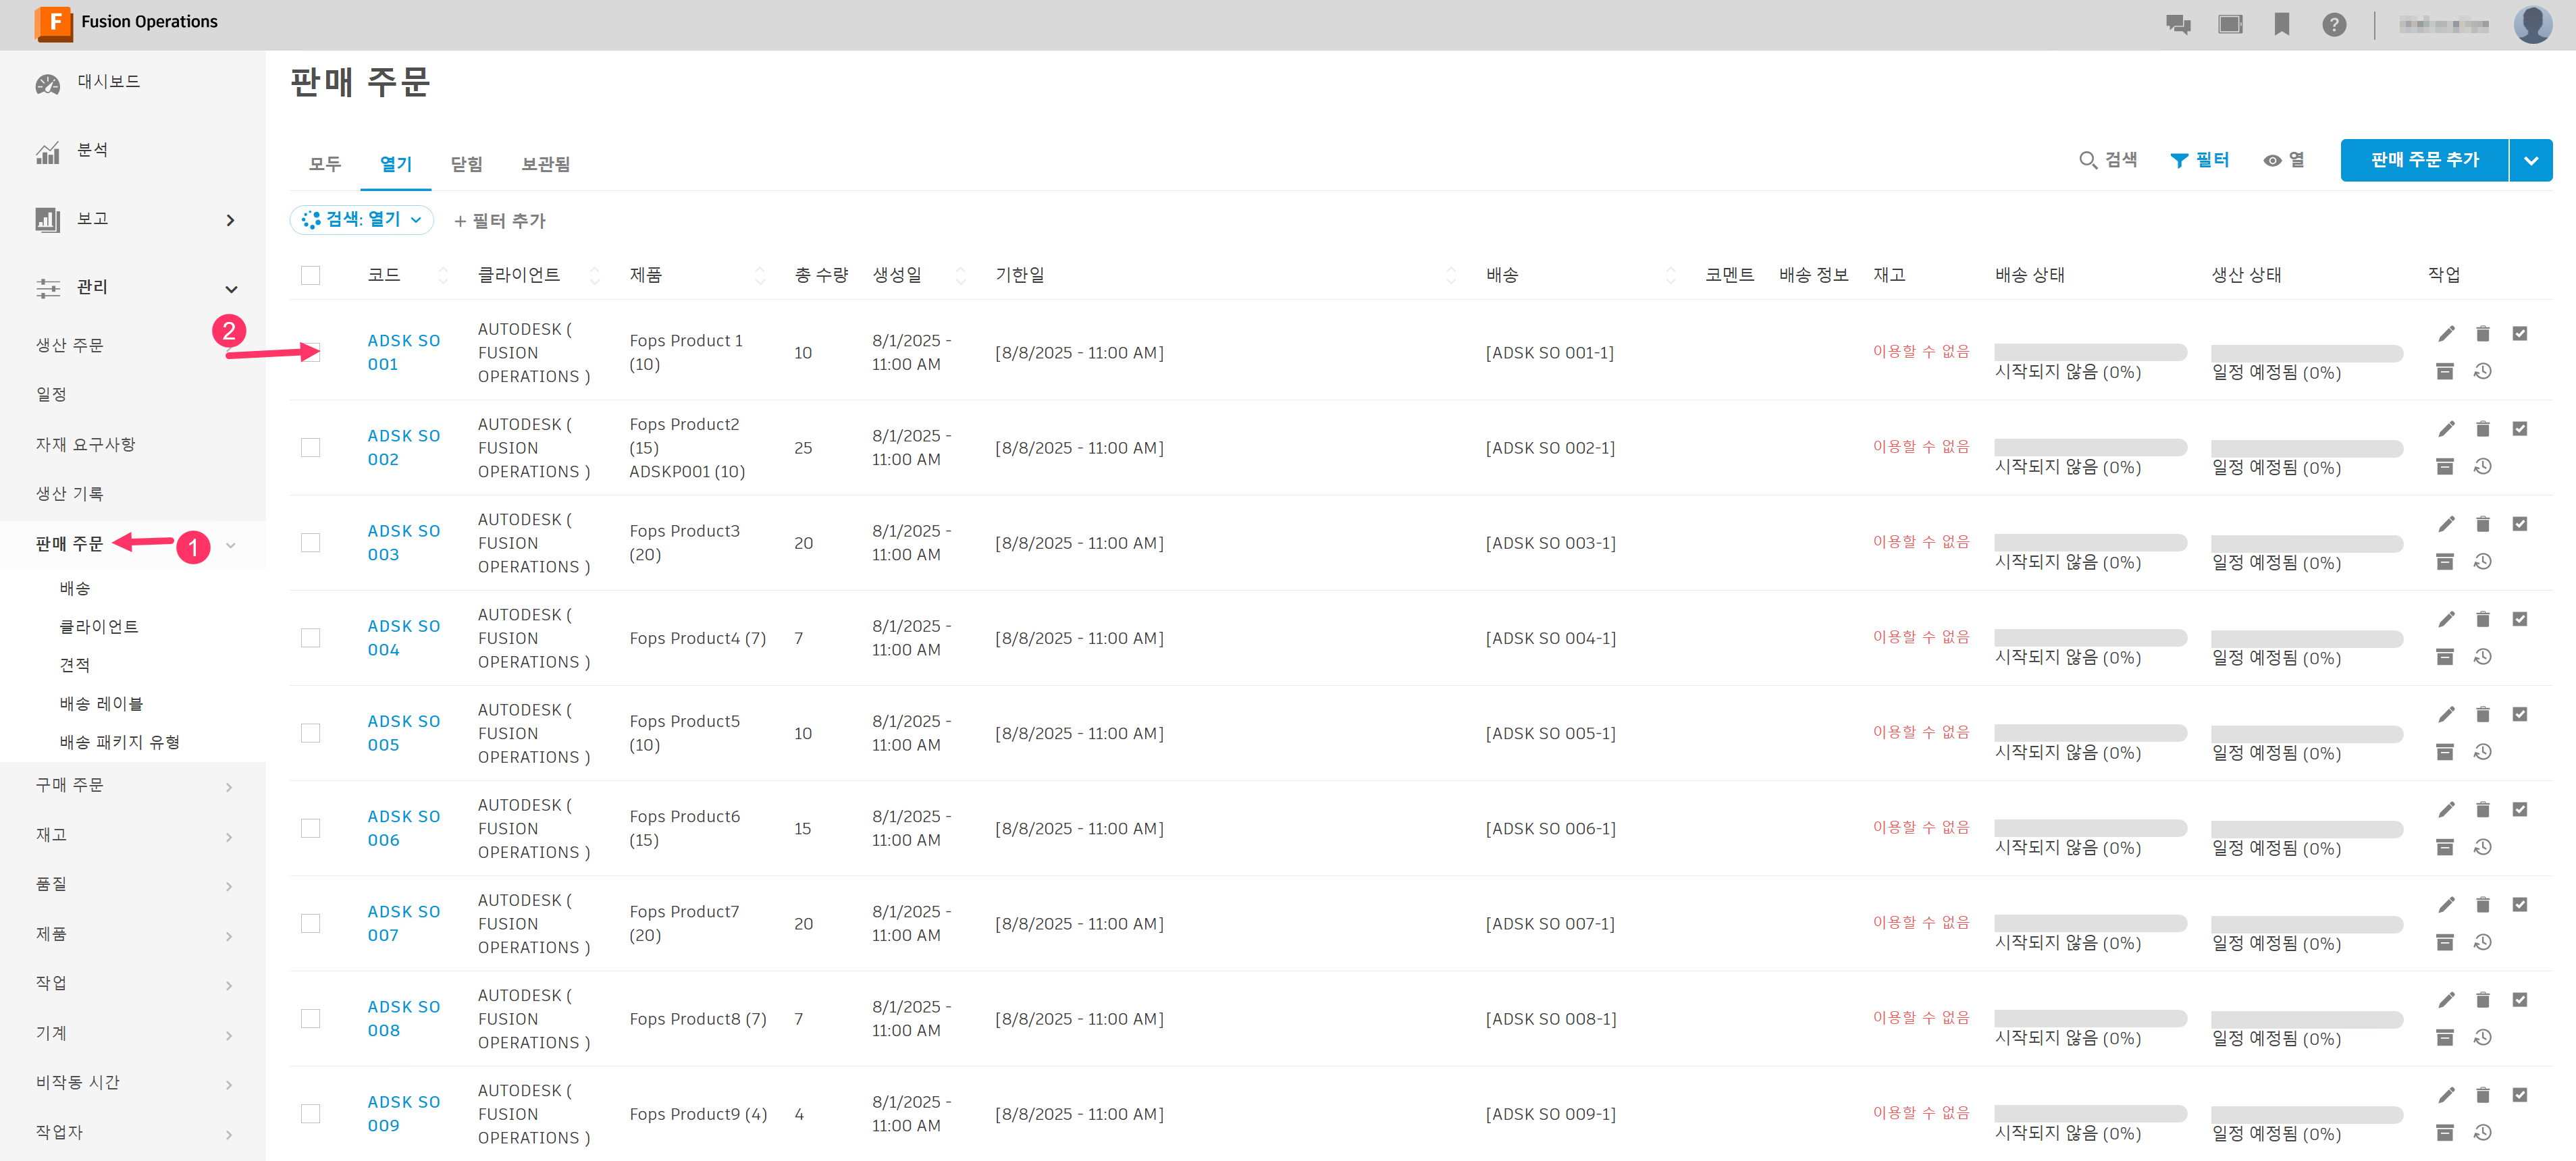 F Fusion Operations
대시보드
분석
보고
관리
생산 주문
일정
자재 요구사항
생산 기록
판매 주문
배송
클라이언트
견적
배송 레이블
배송 패키지 유형
구매 주문
재고
품질
제품
작업
기계
비작동 시간
작업자
2
1
판매 주문
모두 열기 닫힘 보관됨
검색 필터 열 판매 주문 추가
검색: 열기 + 필터 추가
코드 클라이언트 제품 총 수량 생성일 기한일 배송 코멘트 배송 정보 재고 배송 상태 생산 상태 작업
ADSK SO
001
AUTODESK (
FUSION
OPERATIONS )
Fops Product 1
(10)
10
8/1/2025 -
11:00 AM
[8/8/2025 - 11:00 AM]
[ADSK SO 001-1]
이용할 수 없음
시작되지 않음 (0%)
일정 예정됨 (0%)
ADSK SO
002
AUTODESK (
FUSION
OPERATIONS )
Fops Product2
(15)
ADSKP001 (10)
25
8/1/2025 -
11:00 AM
[8/8/2025 - 11:00 AM]
[ADSK SO 002-1]
이용할 수 없음
시작되지 않음 (0%)
일정 예정됨 (0%)
ADSK SO
003
AUTODESK (
FUSION
OPERATIONS )
Fops Product3
(20)
20
8/1/2025 -
11:00 AM
[8/8/2025 - 11:00 AM]
[ADSK SO 003-1]
이용할 수 없음
시작되지 않음 (0%)
일정 예정됨 (0%)
ADSK SO
004
AUTODESK (
FUSION
OPERATIONS )
Fops Product4 (7)
7
8/1/2025 -
11:00 AM
[8/8/2025 - 11:00 AM]
[ADSK SO 004-1]
이용할 수 없음
시작되지 않음 (0%)
일정 예정됨 (0%)
ADSK SO
005
AUTODESK (
FUSION
OPERATIONS )
Fops Product5
(10)
10
8/1/2025 -
11:00 AM
[8/8/2025 - 11:00 AM]
[ADSK SO 005-1]
이용할 수 없음
시작되지 않음 (0%)
일정 예정됨 (0%)
ADSK SO
006
AUTODESK (
FUSION
OPERATIONS )
Fops Product6
(15)
15
8/1/2025 -
11:00 AM
[8/8/2025 - 11:00 AM]
[ADSK SO 006-1]
이용할 수 없음
시작되지 않음 (0%)
일정 예정됨 (0%)
ADSK SO
007
AUTODESK (
FUSION
OPERATIONS )
Fops Product7
(20)
20
8/1/2025 -
11:00 AM
[8/8/2025 - 11:00 AM]
[ADSK SO 007-1]
이용할 수 없음
시작되지 않음 (0%)
일정 예정됨 (0%)
ADSK SO
008
AUTODESK (
FUSION
OPERATIONS )
Fops Product8 (7)
7
8/1/2025 -
11:00 AM
[8/8/2025 - 11:00 AM]
[ADSK SO 008-1]
이용할 수 없음
시작되지 않음 (0%)
일정 예정됨 (0%)
ADSK SO
009
AUTODESK (
FUSION
OPERATIONS )
Fops Product9 (4)
4
8/1/2025 -
11:00 AM
[8/8/2025 - 11:00 AM]
[ADSK SO 009-1]
이용할 수 없음
시작되지 않음 (0%)
일정 예정됨 (0%)